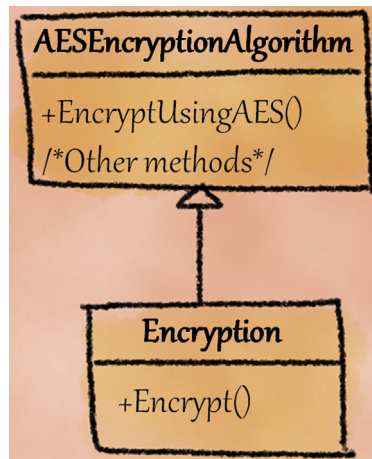 AESEncryptionAlgorithm
+EncryptUsingAES()
/*Other methods*/
Encryption
+Encrypt()